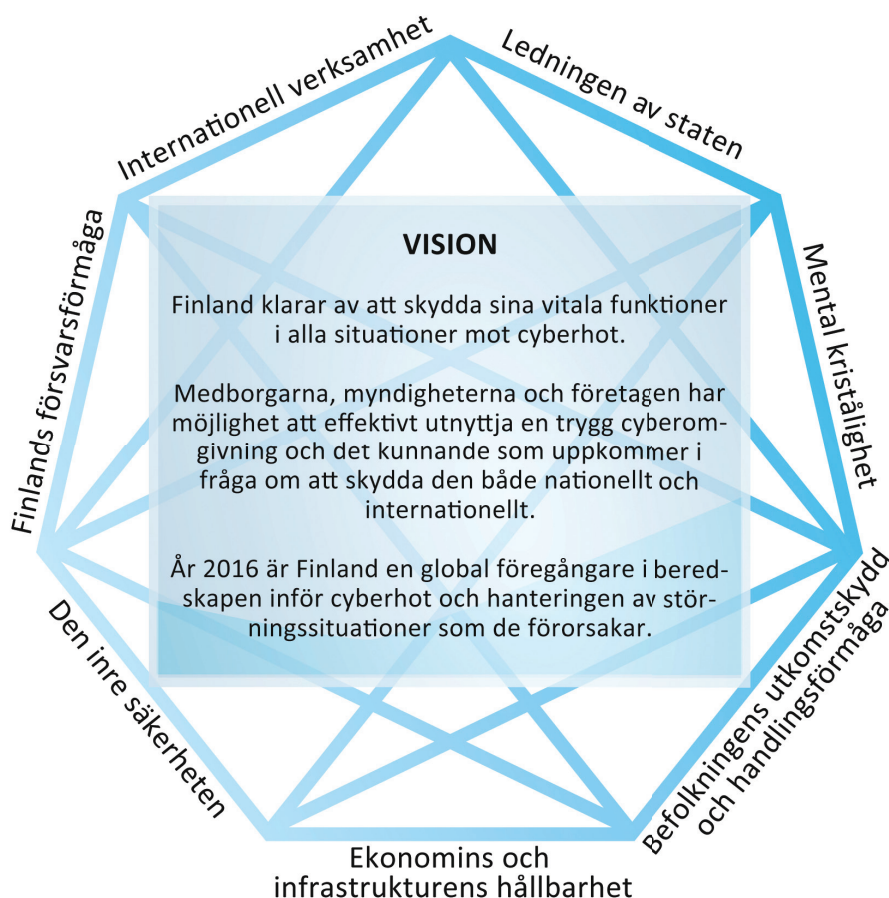 Internationell verksamhet
Ledningen av staten
Finlands försvarsförmåga
Mental kristålighet
VISION
Finland klarar av att skydda sina vitala funktioner
i alla situationer mot cyberhot.
Medborgarna, myndigheterna och företagen har
möjlighet att effektivt utnyttja en trygg cyberom-
givning och det kunnande som uppkommer i
fråga om att skydda den både nationellt och
internationellt.
År 2016 är Finland en global föregångare i bered-
skapen inför cyberhot och hanteringen av stör-
ningssituationer som de förorsakar.
Den inre säkerheten
Befolkningens utkomstskydd
och handlingsförmåga
Ekonomins och
infrastrukturens hållbarhet